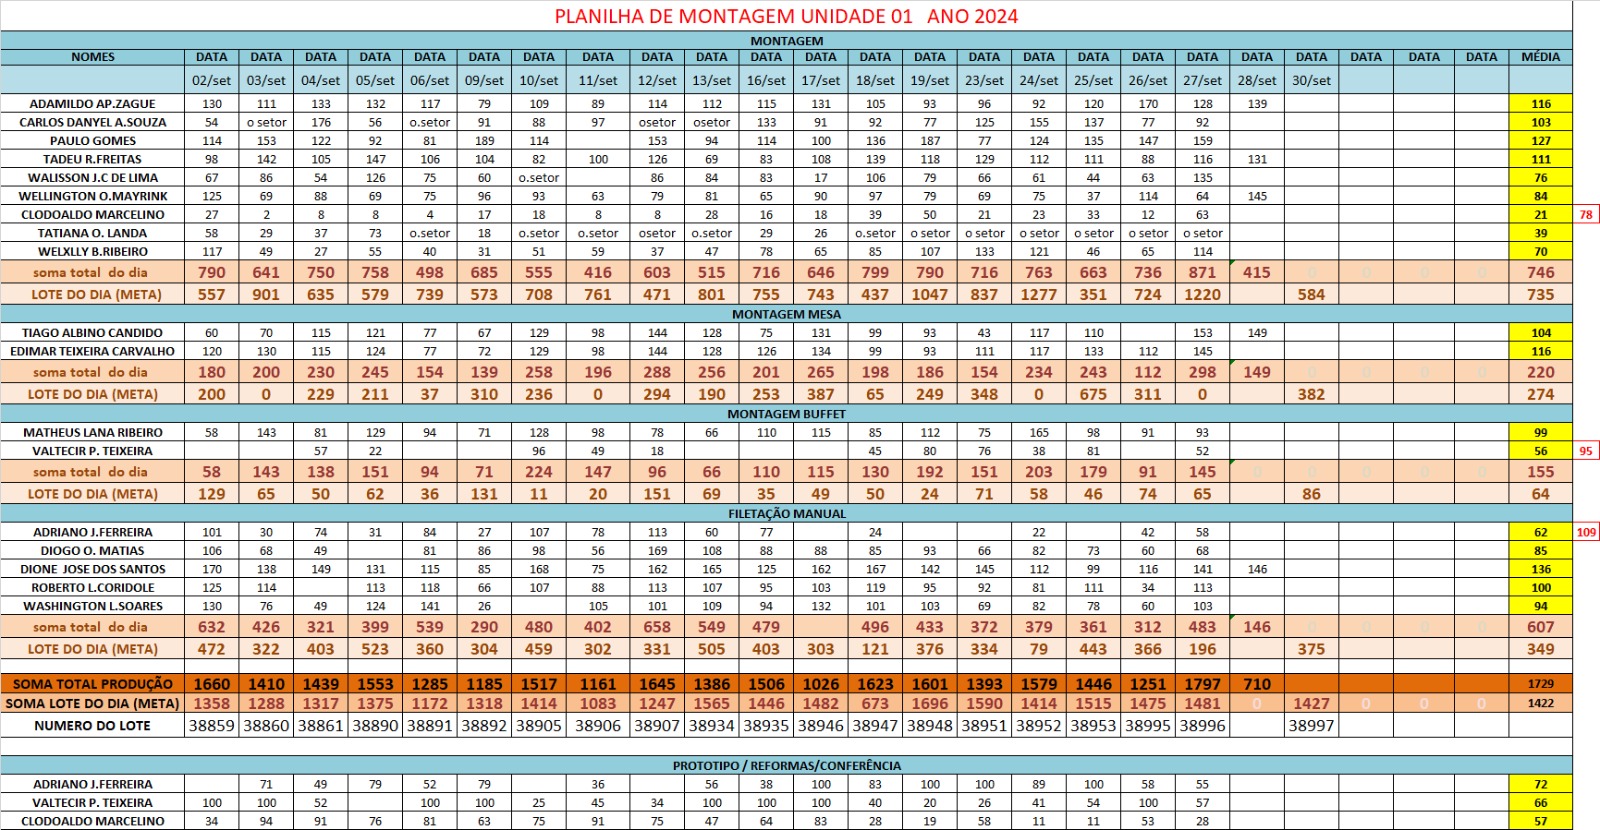 PLANILHA DE MONTAGEM UNIDADE 01 ANO 2024
MONTAGEM
NOMES DATA DATA DATA DATA DATA DATA DATA DATA DATA DATA DATA DATA DATA DATA DATA DATA DATA DATA DATA DATA DATA DATA DATA DATA MÉDIA
02/set 03/set 04/set 05/set 06/set 09/set 10/set 11/set 12/set 13/set 16/set 17/set 18/set 19/set 23/set 24/set 25/set 26/set 27/set 28/set 30/set
ADAMILDO AP.ZAGUE 130 111 133 132 117 79 109 89 114 112 115 131 105 93 96 92 120 170 128 139 116
CARLOS DANYEL A.SOUZA 54 o setor 176 56 o.setor 91 88 97 osetor osetor 133 91 92 77 125 155 137 77 92 103
PAULO GOMES 114 153 122 92 81 189 114 153 94 114 100 136 187 77 124 135 147 159 127
TADEU R.FREITAS 98 142 105 147 106 104 82 100 126 69 83 108 139 118 129 112 111 88 116 131 111
WALISSON J.C DE LIMA 67 86 54 126 75 60 o.setor 86 84 83 17 106 79 66 61 44 63 135 76
WELLINGTON O.MAYRINK 125 69 88 69 75 96 93 63 79 81 65 90 97 79 69 75 37 114 64 145 84
CLODOALDO MARCELINO 27 2 8 8 4 17 18 8 8 28 16 18 39 50 21 23 33 12 63 21 78
TATIANA O. LANDA 58 29 37 73 o.setor 18 o.setor o.setor o.setor o.setor 29 26 o.setor o setor o setor o setor o setor o setor o setor 39
WELXLLY B.RIBEIRO 117 49 27 55 40 31 51 59 37 47 78 65 85 107 133 121 46 65 114 70
soma total do dia 790 641 750 758 498 685 555 416 603 515 716 646 799 790 716 763 663 736 871 415 0 0 0 0 746
LOTE DO DIA (META) 557 901 635 579 739 573 708 761 471 801 755 743 437 1047 837 1277 351 724 1220 584 735
MONTAGEM MESA
TIAGO ALBINO CANDIDO 60 70 115 121 77 67 129 98 144 128 75 131 99 93 43 117 110 153 149 104
EDIMAR TEIXEIRA CARVALHO 120 130 115 124 77 72 129 98 144 128 126 134 99 93 111 117 133 112 145 116
soma total do dia 180 200 230 245 154 139 258 196 288 256 201 265 198 186 154 234 243 112 298 149 0 0 0 0 220
LOTE DO DIA (META) 200 0 229 211 37 310 236 0 294 190 253 387 65 249 348 0 675 311 0 382 274
MONTAGEM BUFFET
MATHEUS LANA RIBEIRO 58 143 81 129 94 71 128 98 78 66 110 115 85 112 75 165 98 91 93 99
VALTECIR P. TEIXEIRA 57 22 96 49 18 45 80 76 38 81 52 56 95
soma total do dia 58 143 138 151 94 71 224 147 96 66 110 115 130 192 151 203 179 91 145 0 0 0 0 0 155
LOTE DO DIA (META) 129 65 50 62 36 131 11 20 151 69 35 49 50 24 71 58 46 74 65 86 64
FILETAÇÃO MANUAL
ADRIANO J.FERREIRA 101 30 74 31 84 27 107 78 113 60 77 24 22 42 58 62 109
DIOGO O. MATIAS 106 68 49 81 86 98 56 169 108 88 88 85 93 66 82 73 60 68 85
DIONE JOSE DOS SANTOS 170 138 149 131 115 85 168 75 162 165 125 162 167 142 145 112 99 116 141 146 136
ROBERTO L.CORIDOLE 125 114 113 118 66 107 88 113 107 95 103 119 95 92 81 111 34 113 100
WASHINGTON L.SOARES 130 76 49 124 141 26 105 101 109 94 132 101 103 69 82 78 60 103 94
soma total do dia 632 426 321 399 539 290 480 402 658 549 479 496 433 372 379 361 312 483 146 0 0 0 0 607
LOTE DO DIA (META) 472 322 403 523 360 304 459 302 331 505 403 303 121 376 334 79 443 366 196 375 349
SOMA TOTAL PRODUÇÃO 1660 1410 1439 1553 1285 1185 1517 1161 1645 1386 1506 1026 1623 1601 1393 1579 1446 1251 1797 710 1729
SOMA LOTE DO DIA (META) 1358 1288 1317 1375 1172 1318 1414 1083 1247 1565 1446 1482 673 1696 1590 1414 1515 1475 1481 0 1427 0 0 0 1422
NUMERO DO LOTE 38859 38860 38861 38890 38891 38892 38905 38906 38907 38934 38935 38946 38947 38948 38951 38952 38953 38995 38996 38997
PROTOTIPO / REFORMAS/CONFERÊNCIA
ADRIANO J.FERREIRA 71 49 79 52 79 36 56 38 100 83 100 100 89 100 58 55 72
VALTECIR P. TEIXEIRA 100 100 52 100 100 25 45 34 100 100 100 40 20 26 41 54 100 57 66
CLODOALDO MARCELINO 34 94 91 76 81 63 75 91 75 47 64 83 28 19 58 11 11 53 28 57